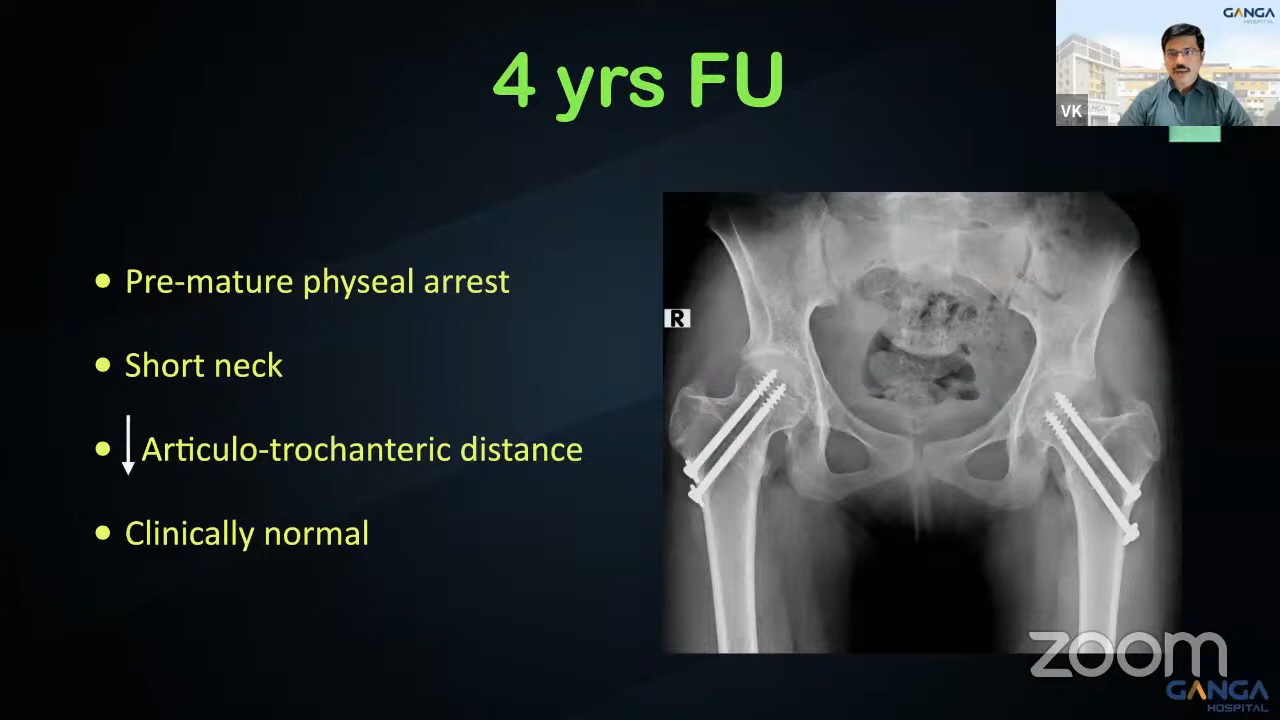 GANGA
HOSPITAL
4 yrs FU
VK
• Pre-mature physeal arrest
• Short neck
• ↓ Articulo-trochanteric distance
• Clinically normal
R
zoom
GANGA
HOSPITAL